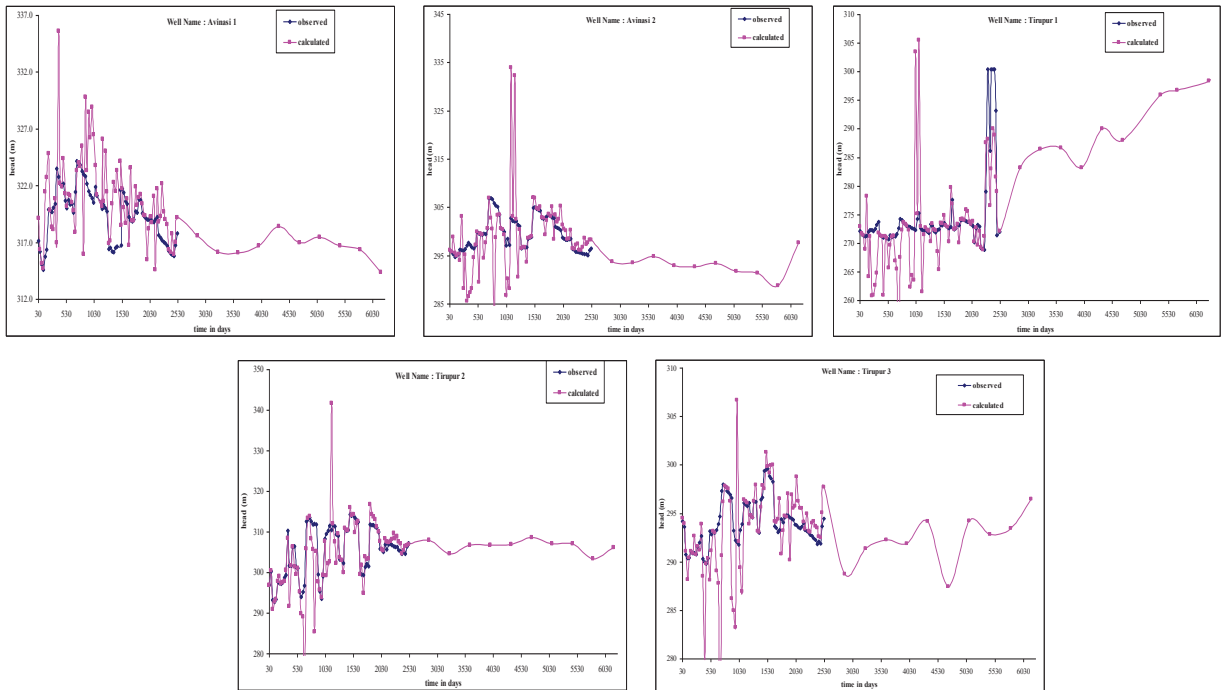 Well Name : Avinasi 1
observed
calculated
head (m)
337.0
332.0
327.0
322.0
317.0
312.0
30 530 1030 1530 2030 2530 3030 3530 4030 4530 5030 5530 6030
time in days
Well Name : Avinasi 2
observed
calculated
head (m)
345
335
325
315
305
295
285
30 530 1030 1530 2030 2530 3030 3530 4030 4530 5030 5530 6030
time in days
Well Name : Tirupur 1
observed
calculated
head (m)
310
305
300
295
290
285
280
275
270
265
260
30 530 1030 1530 2030 2530 3030 3530 4030 4530 5030 5530 6030
time in days
Well Name : Tirupur 2
observed
calculated
head (m)
350
340
330
320
310
300
290
280
30 530 1030 1530 2030 2530 3030 3530 4030 4530 5030 5530 6030
time in days
Well Name : Tirupur 3
observed
calculated
head (m)
310
305
300
295
290
285
280
30 530 1030 1530 2030 2530 3030 3530 4030 4530 5030 5530 6030
time in days